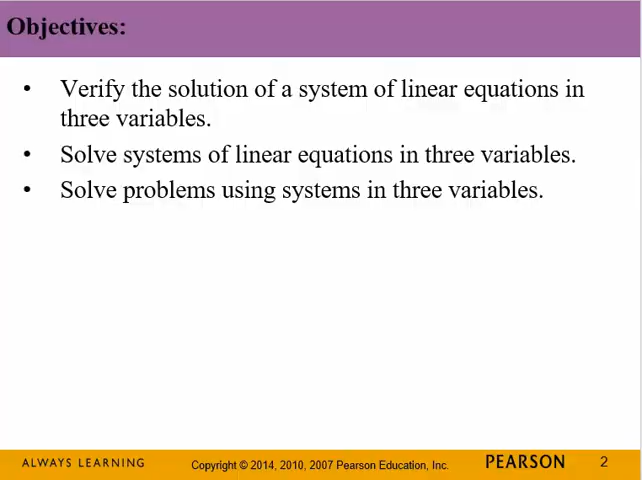 Objectives:
• Verify the solution of a system of linear equations in
three variables.
• Solve systems of linear equations in three variables.
• Solve problems using systems in three variables.
ALWAYS LEARNING Copyright © 2014, 2010, 2007 Pearson Education, Inc. PEARSON 2